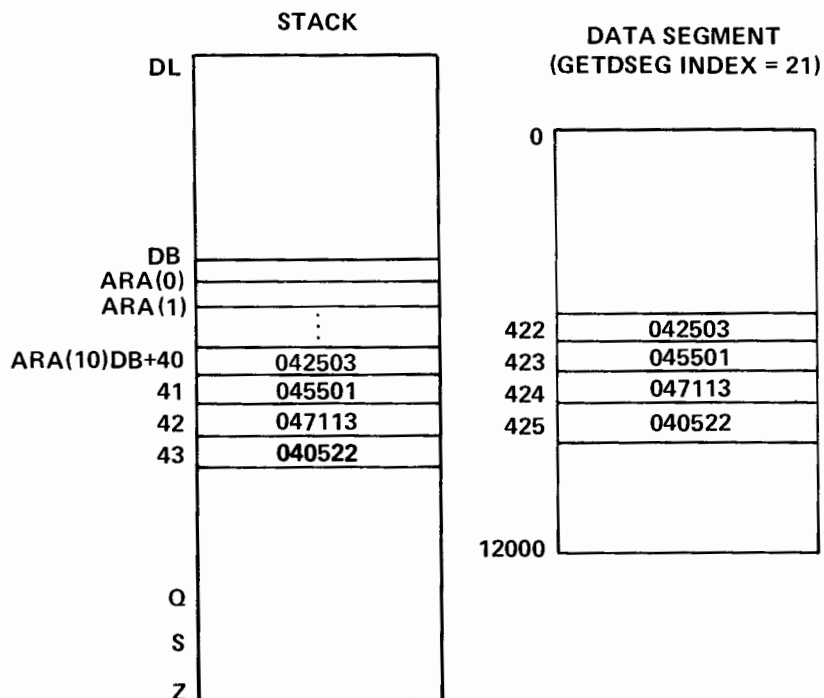 STACK
DL
DB
ARA(0)
ARA(1)
ARA(10)DB+40 042503
41 045501
42 047113
43 040522
Q
S
Z
DATA SEGMENT
(GETDSEG INDEX = 21)
0
422 042503
423 045501
424 047113
425 040522
12000